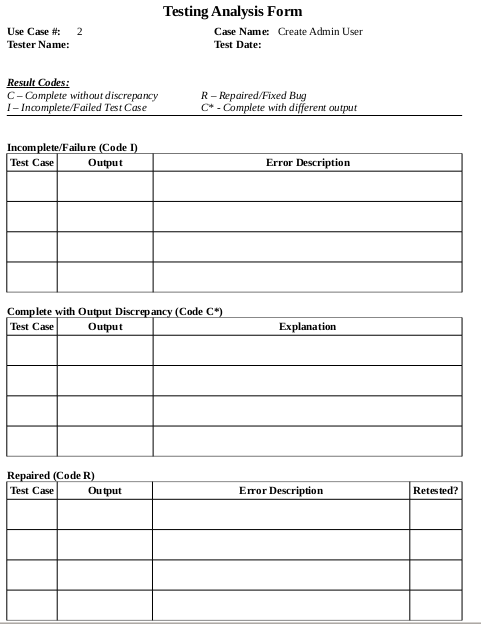 Testing Analysis Form
Use Case #: 2 Case Name: Create Admin User
Tester Name: Test Date:
Result Codes:
C – Complete without discrepancy R – Repaired/Fixed Bug
I – Incomplete/Failed Test Case C* - Complete with different output
Incomplete/Failure (Code I)
Test Case Output Error Description
Complete with Output Discrepancy (Code C*)
Test Case Output Explanation
Repaired (Code R)
Test Case Output Error Description Retested?